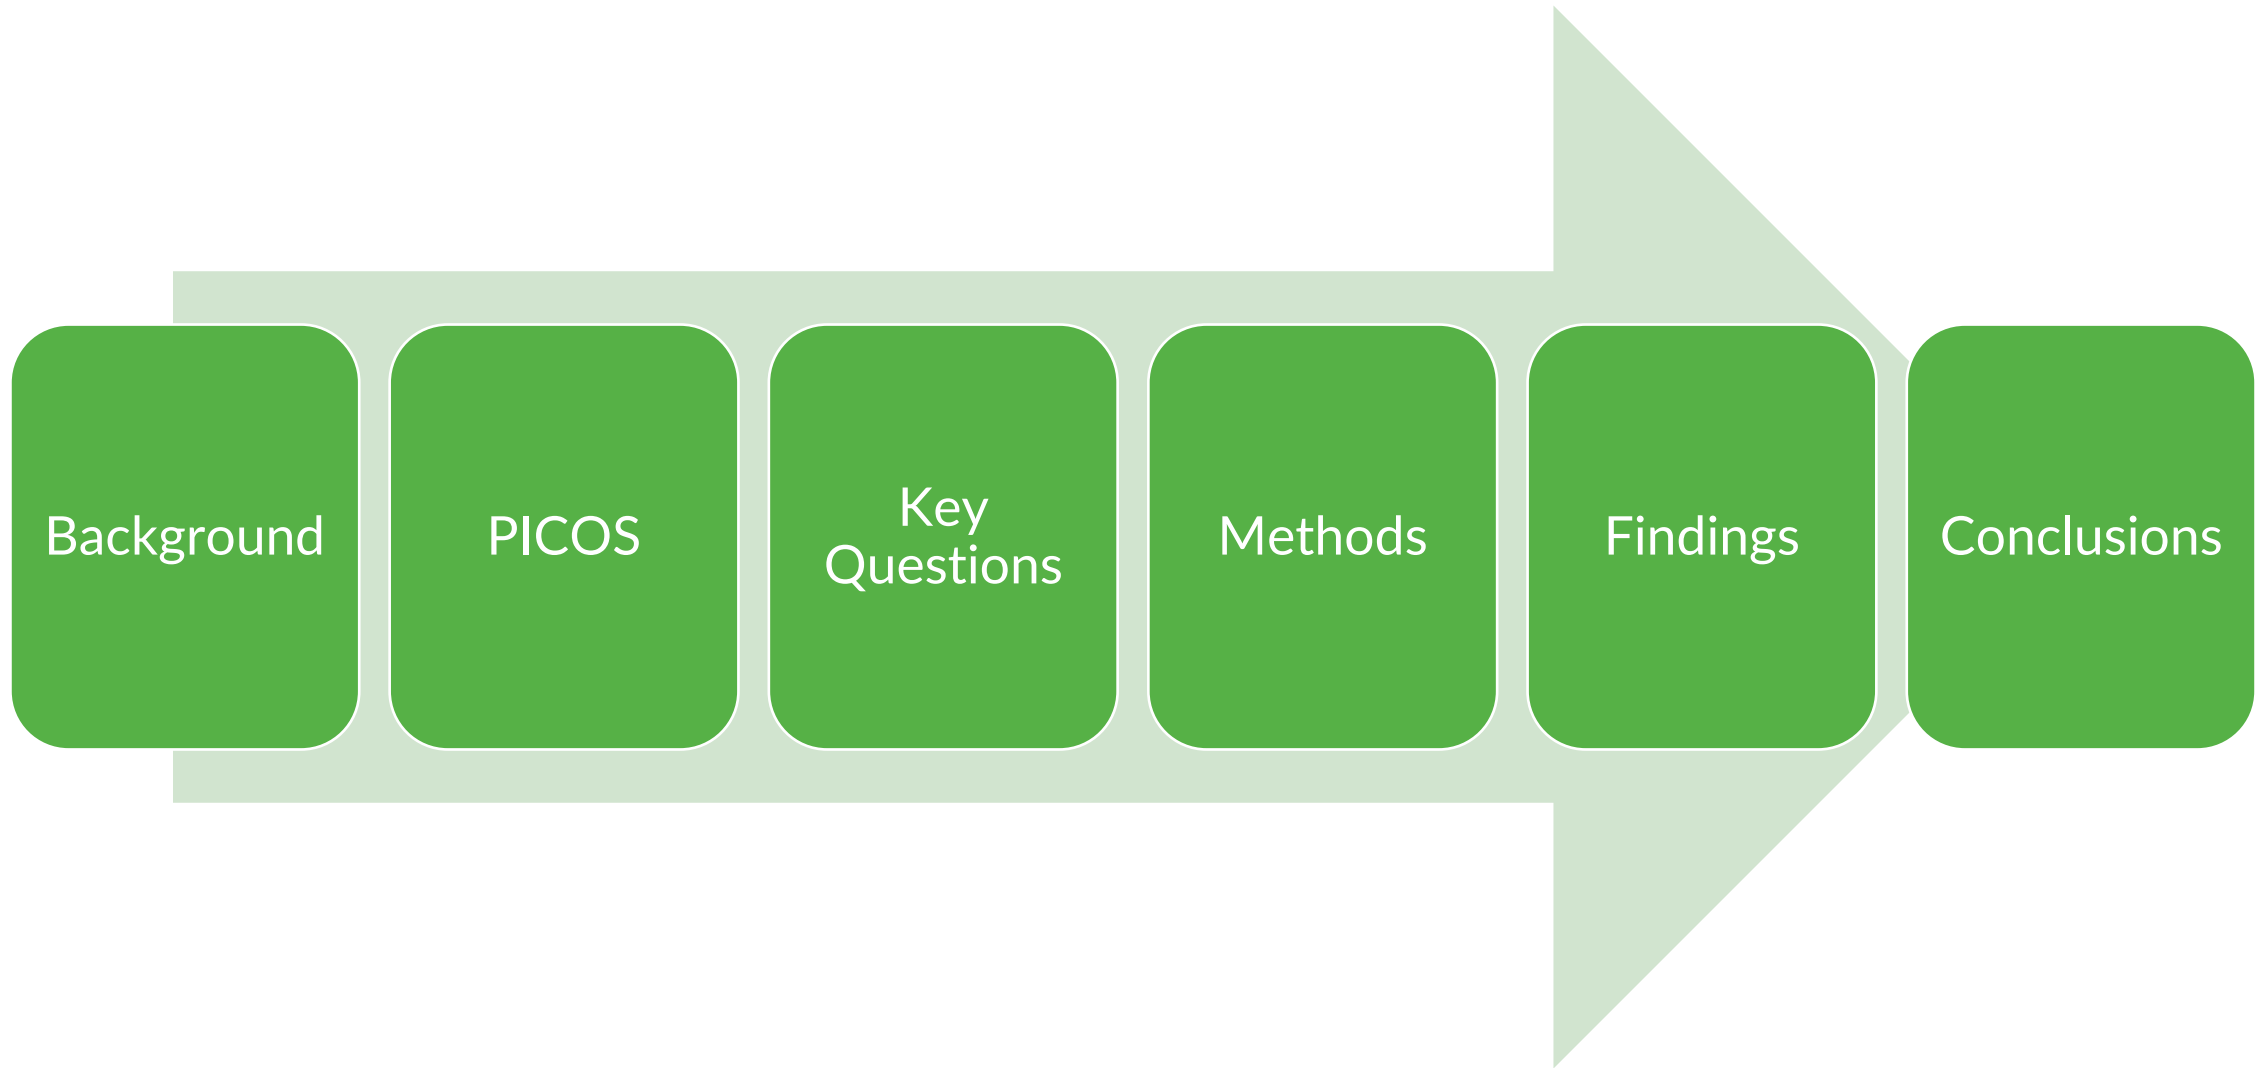 Background
PICOS
Key
Questions
Methods
Findings
Conclusions